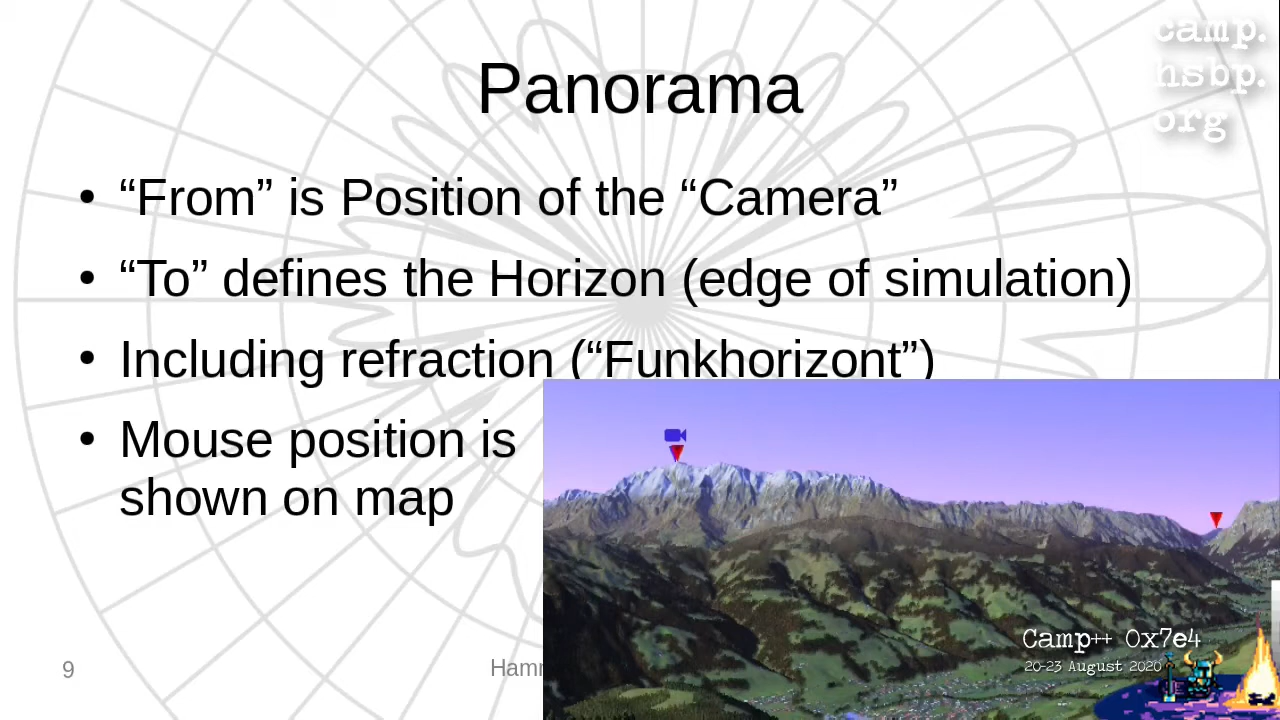 camp.
hsbp.
org
Panorama
• “From” is Position of the “Camera”
• “To” defines the Horizon (edge of simulation)
• Including refraction (“Funkhorizont”)
• Mouse position is
shown on map
Camp++ 0x7e4
20-23 August 2020
9